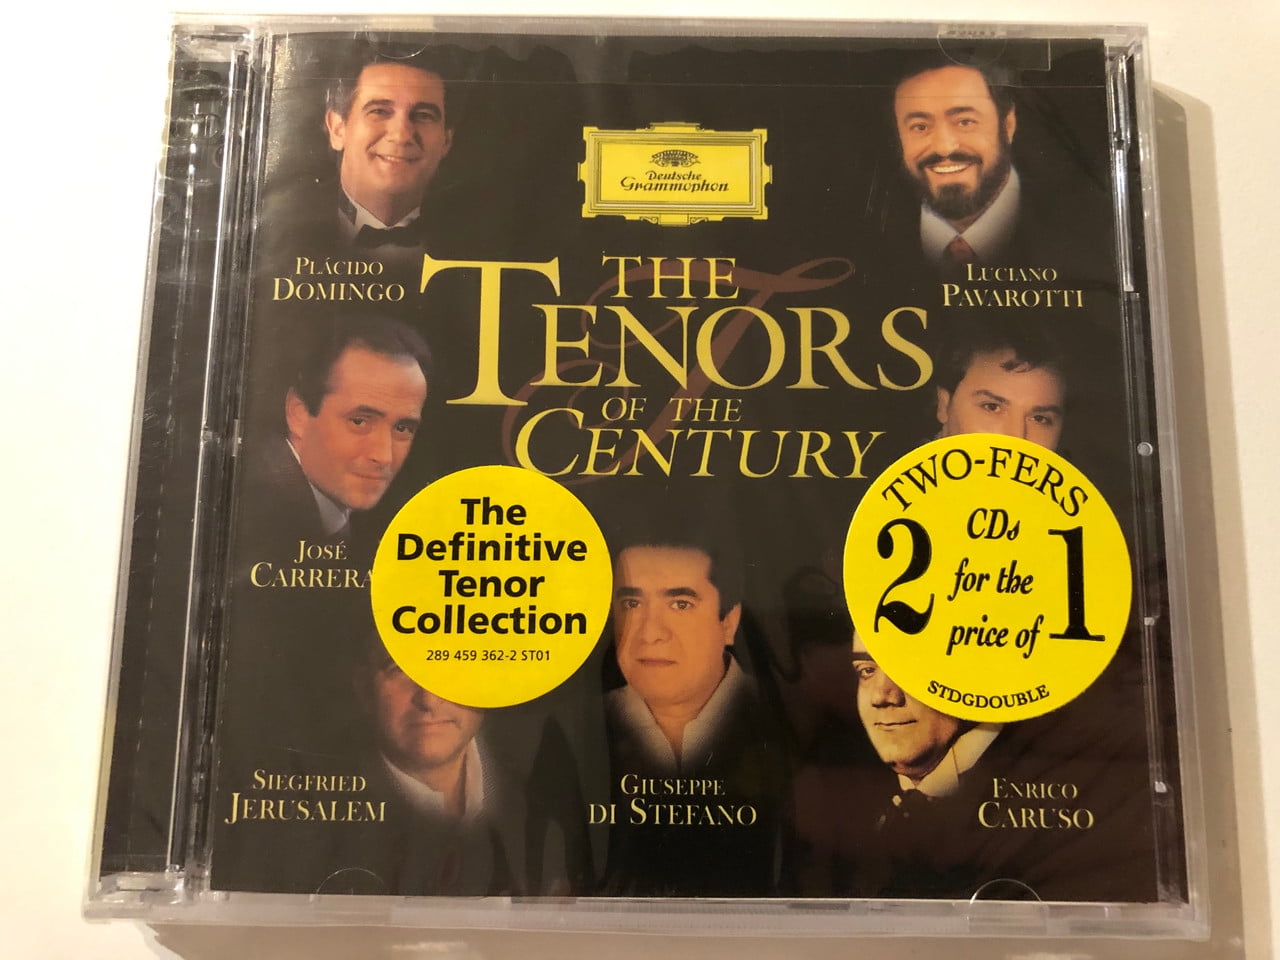 Deutsche
Grammophon
PLÁCIDO
DOMINGO
LUCIANO
PAVAROTTI
THE
TENORS
OF THE
CENTURY
JOSÉ
CARRERA
The
Definitive
Tenor
Collection
289 459 362-2 ST01
TWO-FERS
2 CDs
for the
price of 1
STDGDOUBLE
SIEGFRIED
JERUSALEM
GIUSEPPE
DI STEFANO
ENRICO
CARUSO